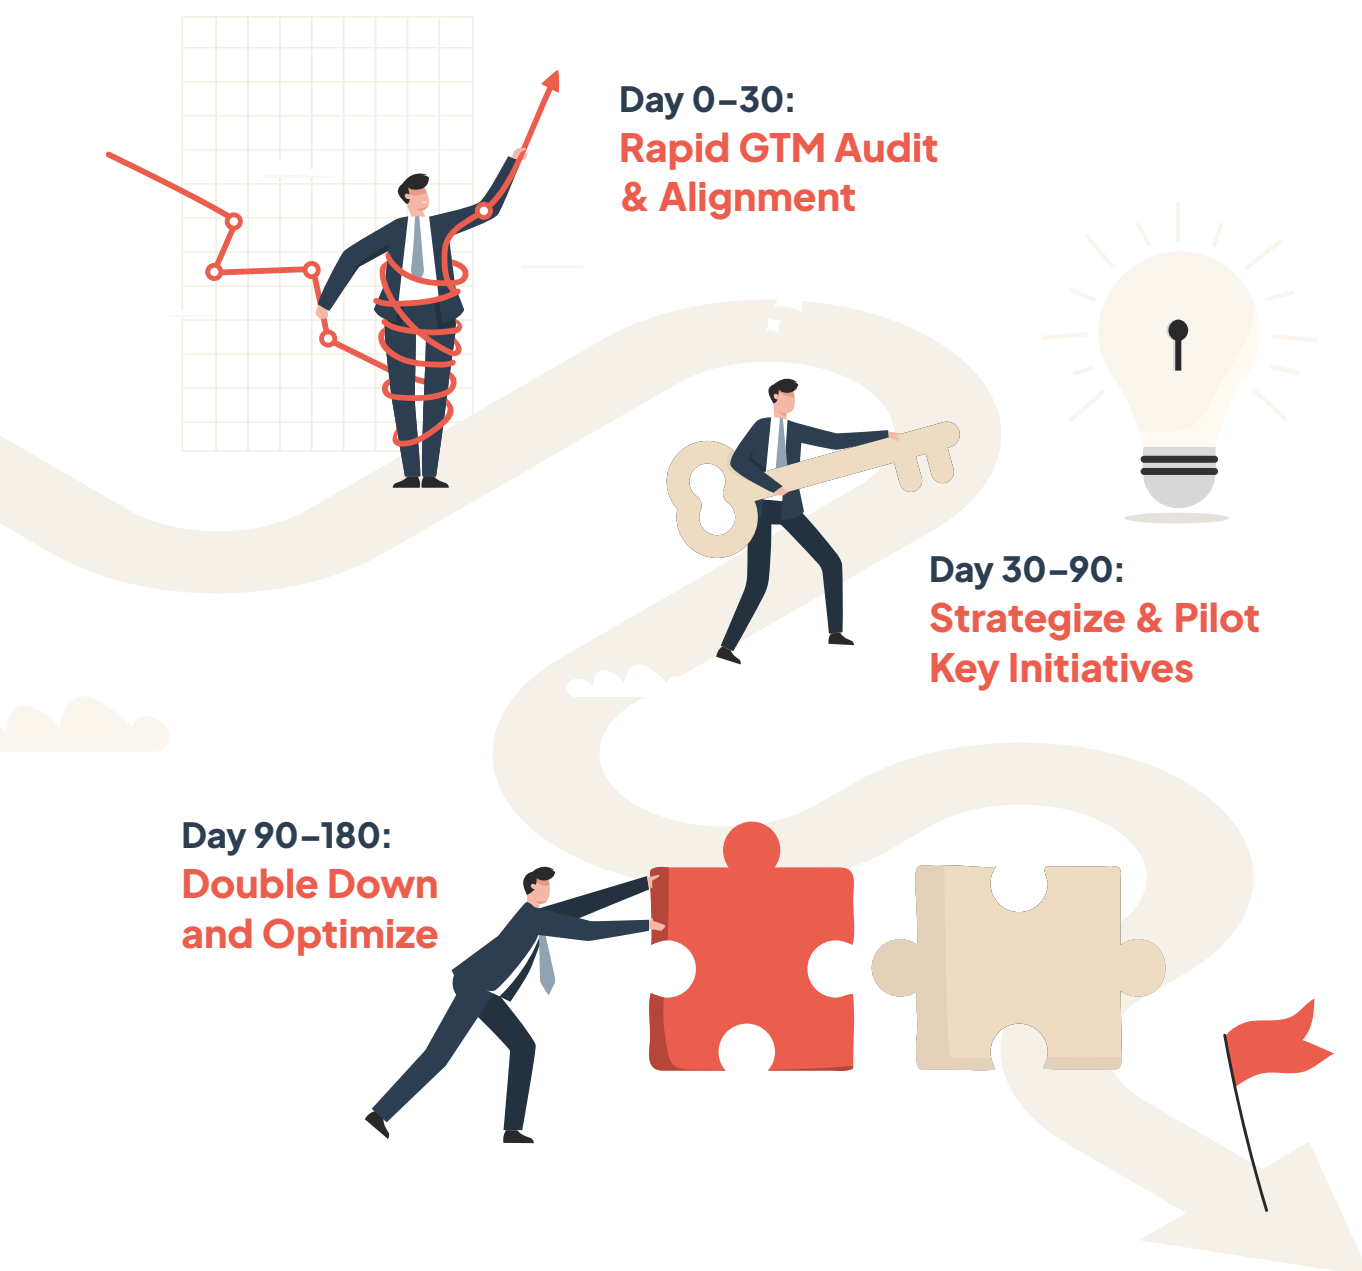 Day 0–30:
Rapid GTM Audit
& Alignment
Day 30–90:
Strategize & Pilot
Key Initiatives
Day 90–180:
Double Down
and Optimize